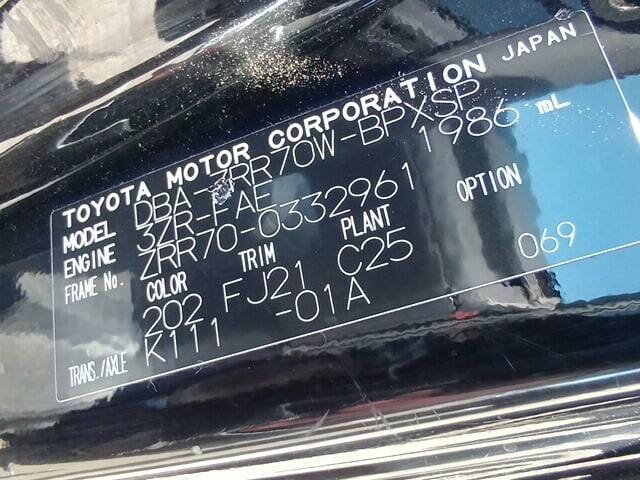 TOYOTA MOTOR CORPORATION JAPAN
MODEL DBA-ZRR70W-BPXSP
ENGINE 3ZR-FAE 1986 mL
FRAME No. ZRR70-0332961
COLOR TRIM PLANT OPTION
202 FJ21 C25 069
TRANS./AXLE K111 -01A